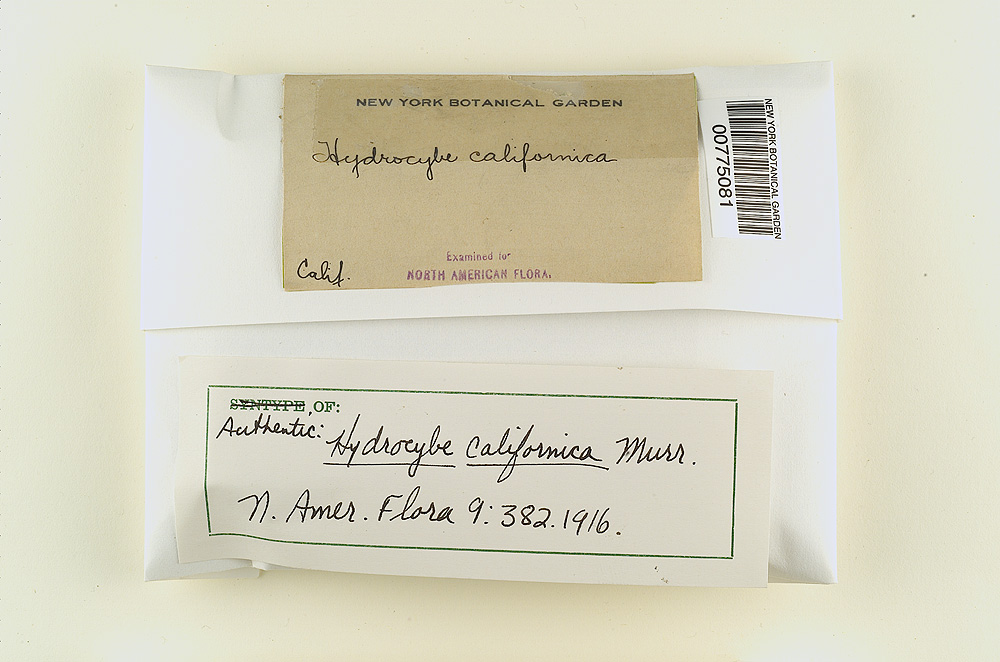 NEW YORK BOTANICAL GARDEN
Hydrocybe californica
Calif.
Examined for
NORTH AMERICAN FLORA.
NEW YORK BOTANICAL GARDEN
00775081
SYNTYPE OF:
Authentic: Hydrocybe californica Murr.
N. Amer. Flora 9: 382. 1916.